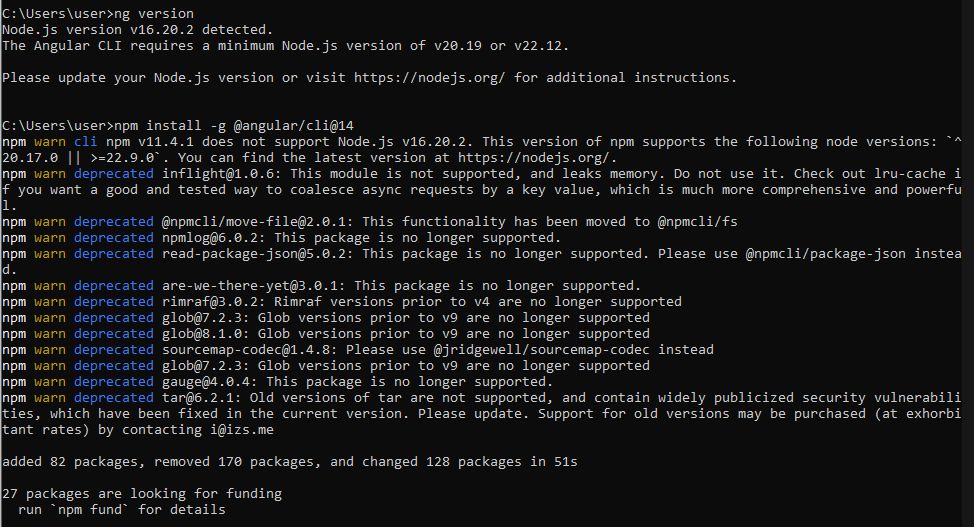 C:\Users\user>ng version
Node.js version v16.20.2 detected.
The Angular CLI requires a minimum Node.js version of v20.19 or v22.12.
Please update your Node.js version or visit https://nodejs.org/ for additional instructions.
C:\Users\user>npm install -g @angular/cli@14
npm warn cli npm v11.4.1 does not support Node.js v16.20.2. This version of npm supports the following node versions: `^
20.17.0 || >=22.9.0`. You can find the latest version at https://nodejs.org/.
npm warn deprecated inflight@1.0.6: This module is not supported, and leaks memory. Do not use it. Check out lru-cache i
f you want a good and tested way to coalesce async requests by a key value, which is much more comprehensive and powerfu
l.
npm warn deprecated @npmcli/move-file@2.0.1: This functionality has been moved to @npmcli/fs
npm warn deprecated npmlog@6.0.2: This package is no longer supported.
npm warn deprecated read-package-json@5.0.2: This package is no longer supported. Please use @npmcli/package-json instea
d.
npm warn deprecated are-we-there-yet@3.0.1: This package is no longer supported.
npm warn deprecated rimraf@3.0.2: Rimraf versions prior to v4 are no longer supported
npm warn deprecated glob@7.2.3: Glob versions prior to v9 are no longer supported
npm warn deprecated glob@8.1.0: Glob versions prior to v9 are no longer supported
npm warn deprecated sourcemap-codec@1.4.8: Please use @jridgewell/sourcemap-codec instead
npm warn deprecated glob@7.2.3: Glob versions prior to v9 are no longer supported
npm warn deprecated gauge@4.0.4: This package is no longer supported.
npm warn deprecated tar@6.2.1: Old versions of tar are not supported, and contain widely publicized security vulnerabili
ties, which have been fixed in the current version. Please update. Support for old versions may be purchased (at exhorbi
tant rates) by contacting i@izs.me
added 82 packages, removed 170 packages, and changed 128 packages in 51s
27 packages are looking for funding
  run `npm fund` for details